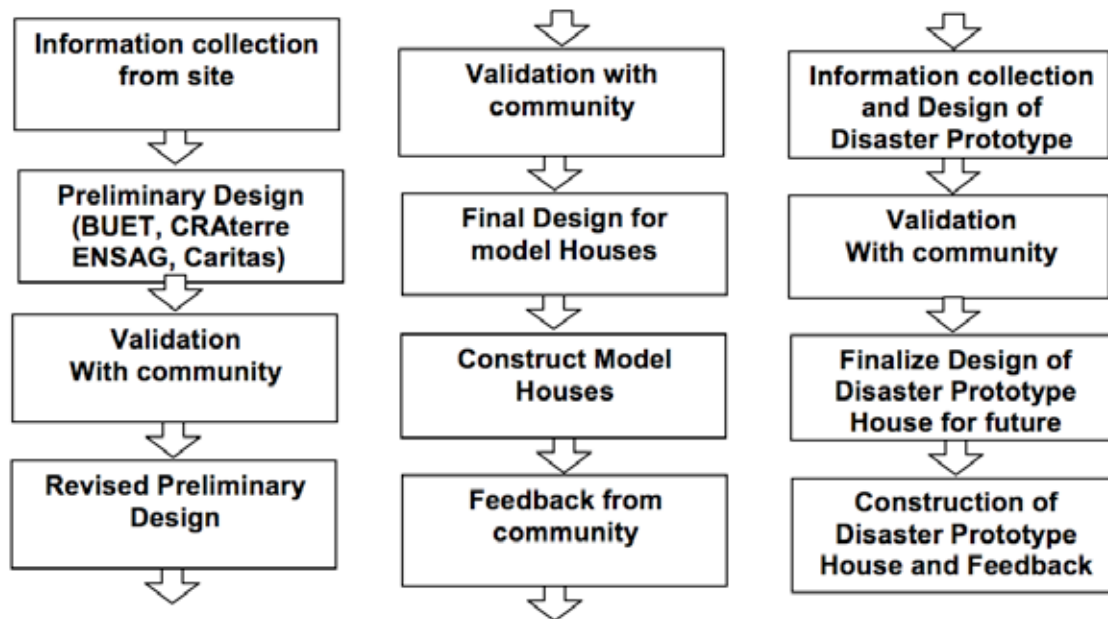 Information collection
from site
Preliminary Design
(BUET, CRAterre
ENSAG, Caritas)
Validation
With community
Revised Preliminary
Design
Validation with
community
Final Design for
model Houses
Construct Model
Houses
Feedback from
community
Information collection
and Design of
Disaster Prototype
Validation
With community
Finalize Design of
Disaster Prototype
House for future
Construction of
Disaster Prototype
House and Feedback